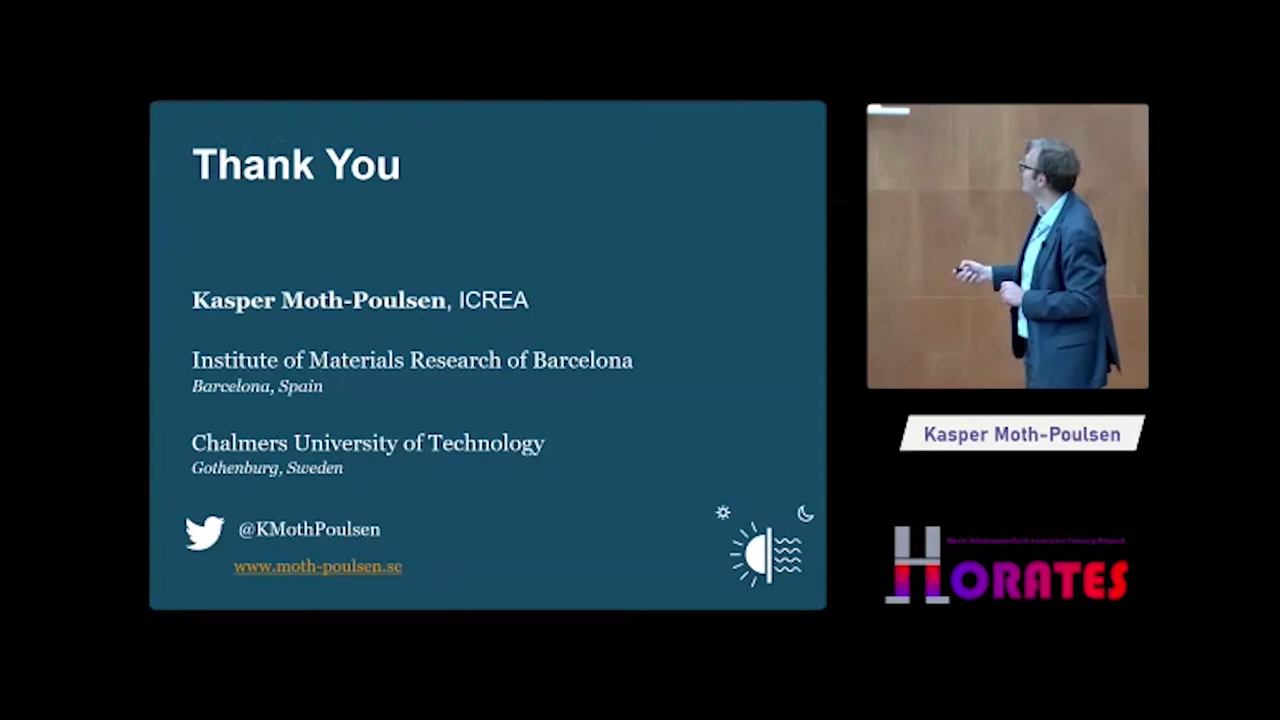 Thank You
Kasper Moth-Poulsen, ICREA
Institute of Materials Research of Barcelona
Barcelona, Spain
Chalmers University of Technology
Gothenburg, Sweden
@KMothPoulsen
www.moth-poulsen.se
Kasper Moth-Poulsen
HORATES